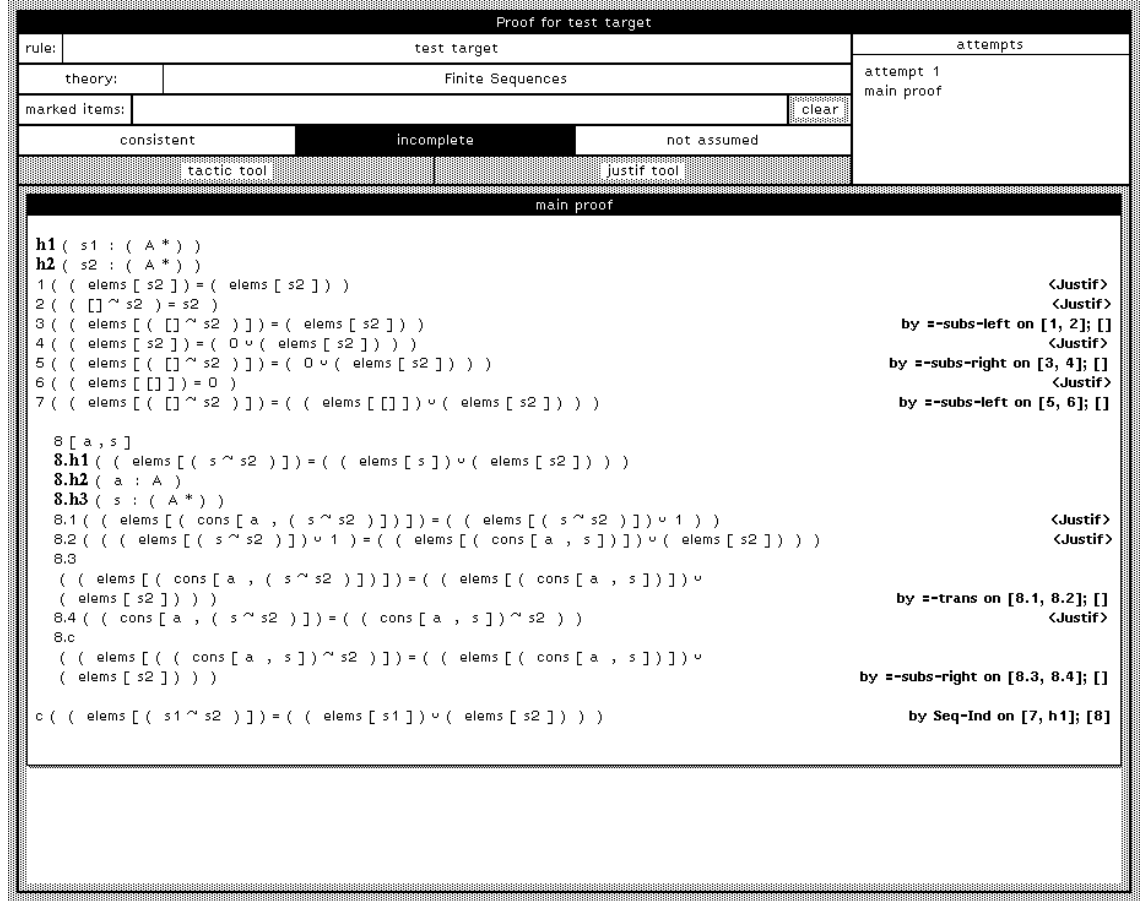 Proof for test target
rule: test target
attempts
theory: Finite Sequences
attempt 1
main proof
marked items: clear
consistent incomplete not assumed
tactic tool justif tool
main proof
h1 ( s1 : ( A * ) )
h2 ( s2 : ( A * ) )
1 ( ( elems [ s2 ] ) = ( elems [ s2 ] ) ) <Justif>
2 ( ( [] ~ s2 ) = s2 ) <Justif>
3 ( ( elems [ ( [] ~ s2 ) ] ) = ( elems [ s2 ] ) ) by =-subs-left on [1, 2]; []
4 ( ( elems [ s2 ] ) = ( 0 ∪ ( elems [ s2 ] ) ) ) <Justif>
5 ( ( elems [ ( [] ~ s2 ) ] ) = ( 0 ∪ ( elems [ s2 ] ) ) ) by =-subs-right on [3, 4]; []
6 ( ( elems [ [] ] ) = 0 ) <Justif>
7 ( ( elems [ ( [] ~ s2 ) ] ) = ( ( elems [ [] ] ) ∪ ( elems [ s2 ] ) ) ) by =-subs-left on [5, 6]; []
8 [ a , s ]
8.h1 ( ( elems [ ( s ~ s2 ) ] ) = ( ( elems [ s ] ) ∪ ( elems [ s2 ] ) ) )
8.h2 ( a : A )
8.h3 ( s : ( A * ) )
8.1 ( ( elems [ ( cons [ a , ( s ~ s2 ) ] ) ] ) = ( ( elems [ ( s ~ s2 ) ] ) ∪ 1 ) ) <Justif>
8.2 ( ( ( elems [ ( s ~ s2 ) ] ) ∪ 1 ) = ( ( elems [ ( cons [ a , s ] ) ] ) ∪ ( elems [ s2 ] ) ) ) <Justif>
8.3
( ( elems [ ( cons [ a , ( s ~ s2 ) ] ) ] ) = ( ( elems [ ( cons [ a , s ] ) ] ) ∪
( elems [ s2 ] ) ) ) by =-trans on [8.1, 8.2]; []
8.4 ( ( cons [ a , ( s ~ s2 ) ] ) = ( ( cons [ a , s ] ) ~ s2 ) ) <Justif>
8.c
( ( elems [ ( ( cons [ a , s ] ) ~ s2 ) ] ) = ( ( elems [ ( cons [ a , s ] ) ] ) ∪
( elems [ s2 ] ) ) ) by =-subs-right on [8.3, 8.4]; []
c ( ( elems [ ( s1 ~ s2 ) ] ) = ( ( elems [ s1 ] ) ∪ ( elems [ s2 ] ) ) ) by Seq-Ind on [7, h1]; [8]